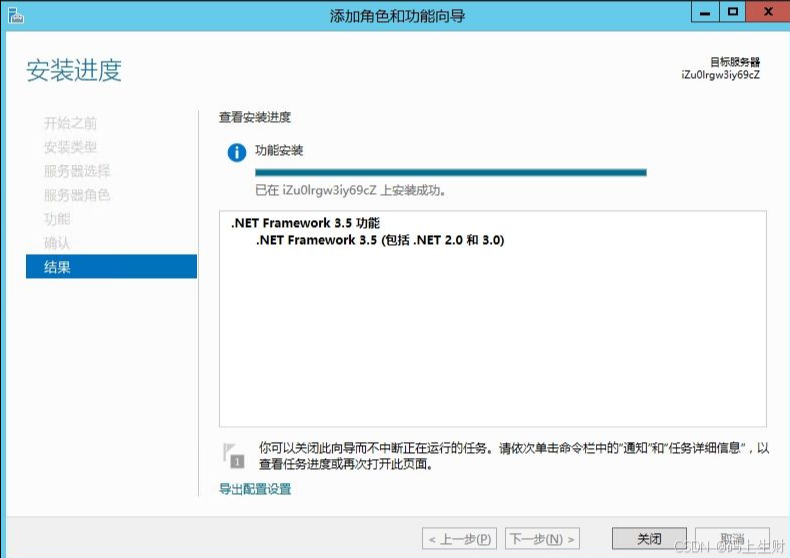 添加角色和功能向导
安装进度
目标服务器
iZu0lrgw3iy69cZ
开始之前
安装类型
服务器选择
服务器角色
功能
确认
结果
查看安装进度
功能安装
已在 iZu0lrgw3iy69cZ 上安装成功。
.NET Framework 3.5 功能
.NET Framework 3.5 (包括 .NET 2.0 和 3.0)
1
你可以关闭此向导而不中断正在运行的任务。请依次单击命令栏中的"通知"和"任务详细信息"，以
查看任务进度或再次打开此页面。
导出配置设置
< 上一步(P)
下一步(N) >
关闭
取消
CSDN @码上生财